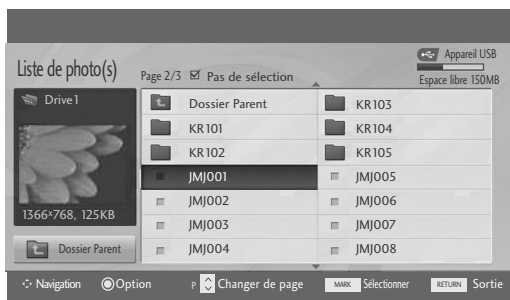 Appareil USB
Liste de photo(s)
Page 2/3
Pas de sélection
Espace libre 150MB
Drive1
1366*768, 125KB
Dossier Parent
Dossier Parent
KR101
KR102
JMJ001
JMJ002
JMJ003
JMJ004
KR103
KR104
KR105
JMJ005
JMJ006
JMJ007
JMJ008
Navigation
Option
P
Changer de page
MARK
Sélectionner
RETURN
Sortie